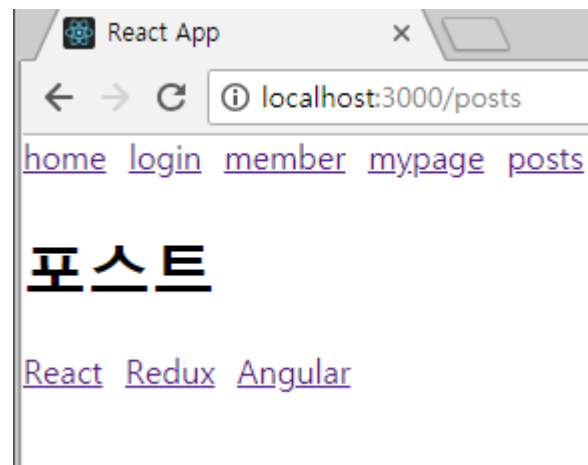 React App
localhost:3000/posts
home login member mypage posts
포스트
React Redux Angular